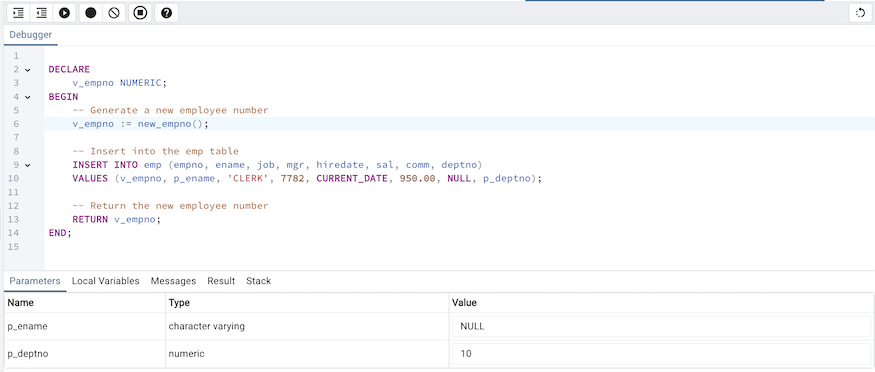 Debugger
1
2 DECLARE
3 v_empno NUMERIC;
4 BEGIN
5 -- Generate a new employee number
6 v_empno := new_empno();
7
8 -- Insert into the emp table
9 INSERT INTO emp (empno, ename, job, mgr, hiredate, sal, comm, deptno)
10 VALUES (v_empno, p_ename, 'CLERK', 7782, CURRENT_DATE, 950.00, NULL, p_deptno);
11
12 -- Return the new employee number
13 RETURN v_empno;
14 END;
15
Parameters Local Variables Messages Result Stack
Name Type Value
p_ename character varying NULL
p_deptno numeric 10